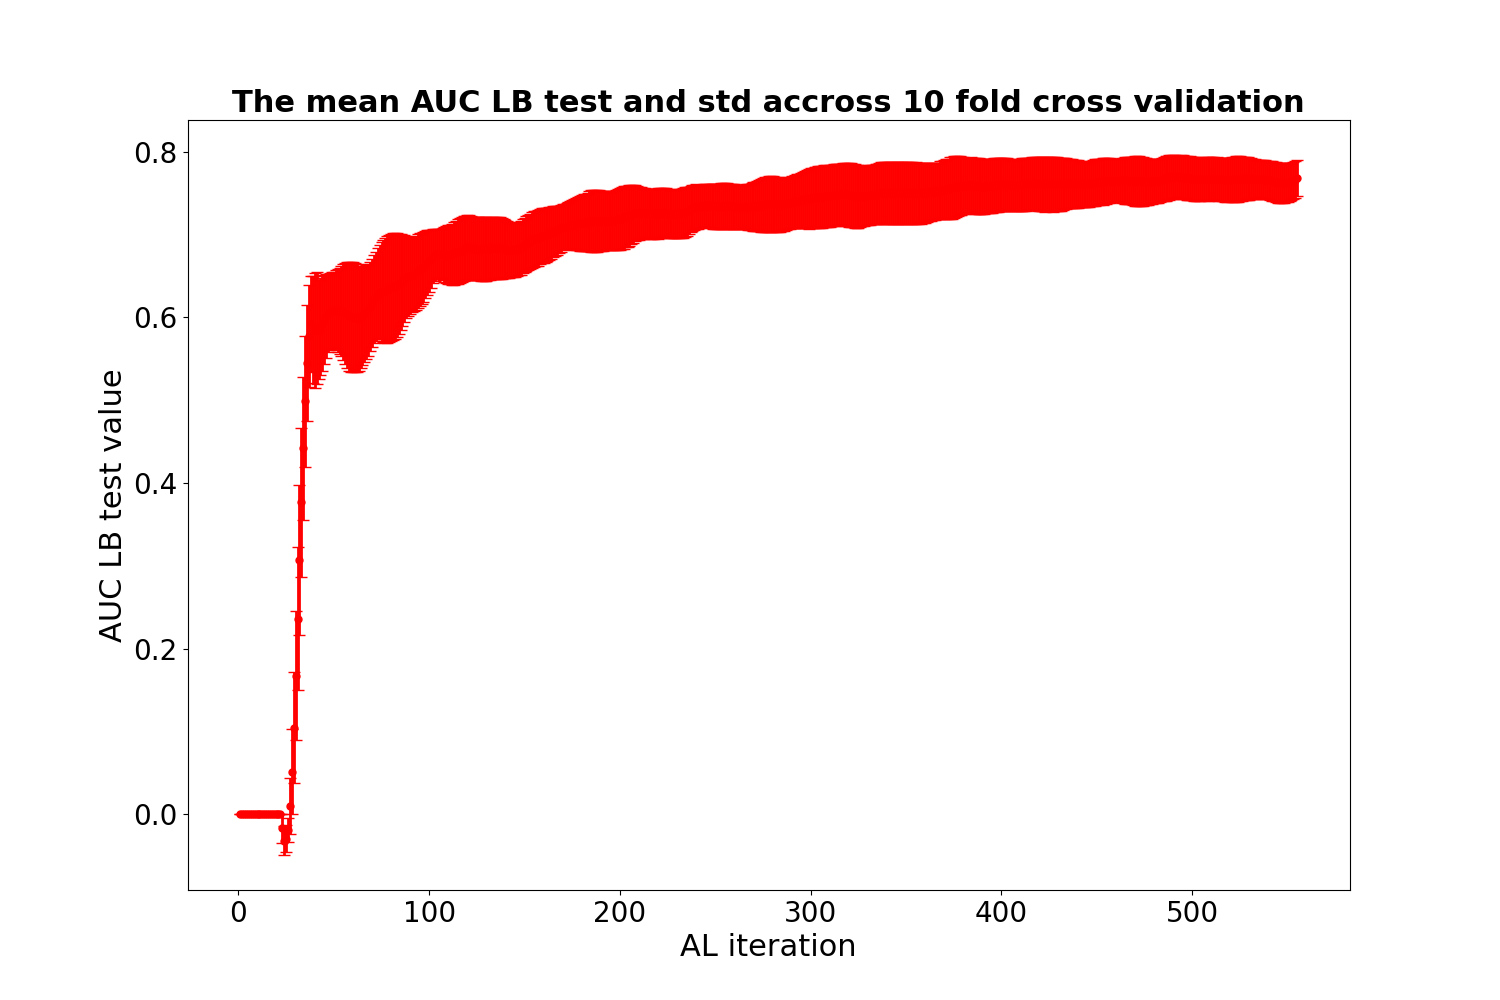 The mean AUC LB test and std accross 10 fold cross validation
0.8
0.6
0.4
0.2
0.0
AUC LB test value
0 100 200 300 400 500
AL iteration